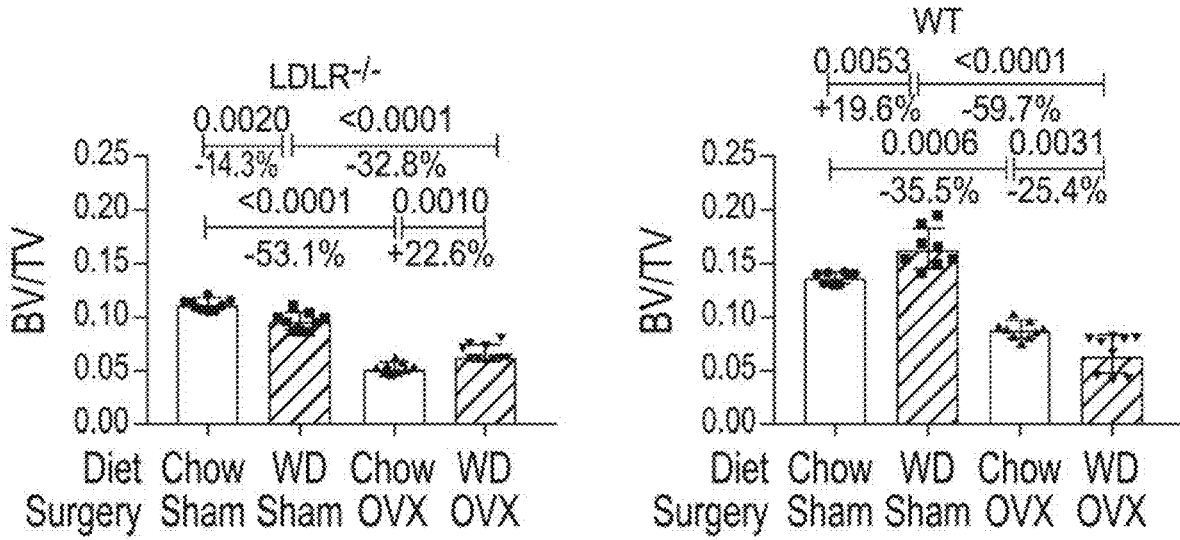 LDLR-/-
0.0020 <0.0001
-14.3% -32.8%
<0.0001 0.0010
-53.1% +22.6%
BV/TV
0.25
0.20
0.15
0.10
0.05
0.00
Diet Chow WD Chow WD
Surgery Sham Sham OVX OVX
WT
0.0053 <0.0001
+19.6% -59.7%
0.0006 0.0031
-35.5% -25.4%
BV/TV
0.25
0.20
0.15
0.10
0.05
0.00
Diet Chow WD Chow WD
Surgery Sham Sham OVX OVX